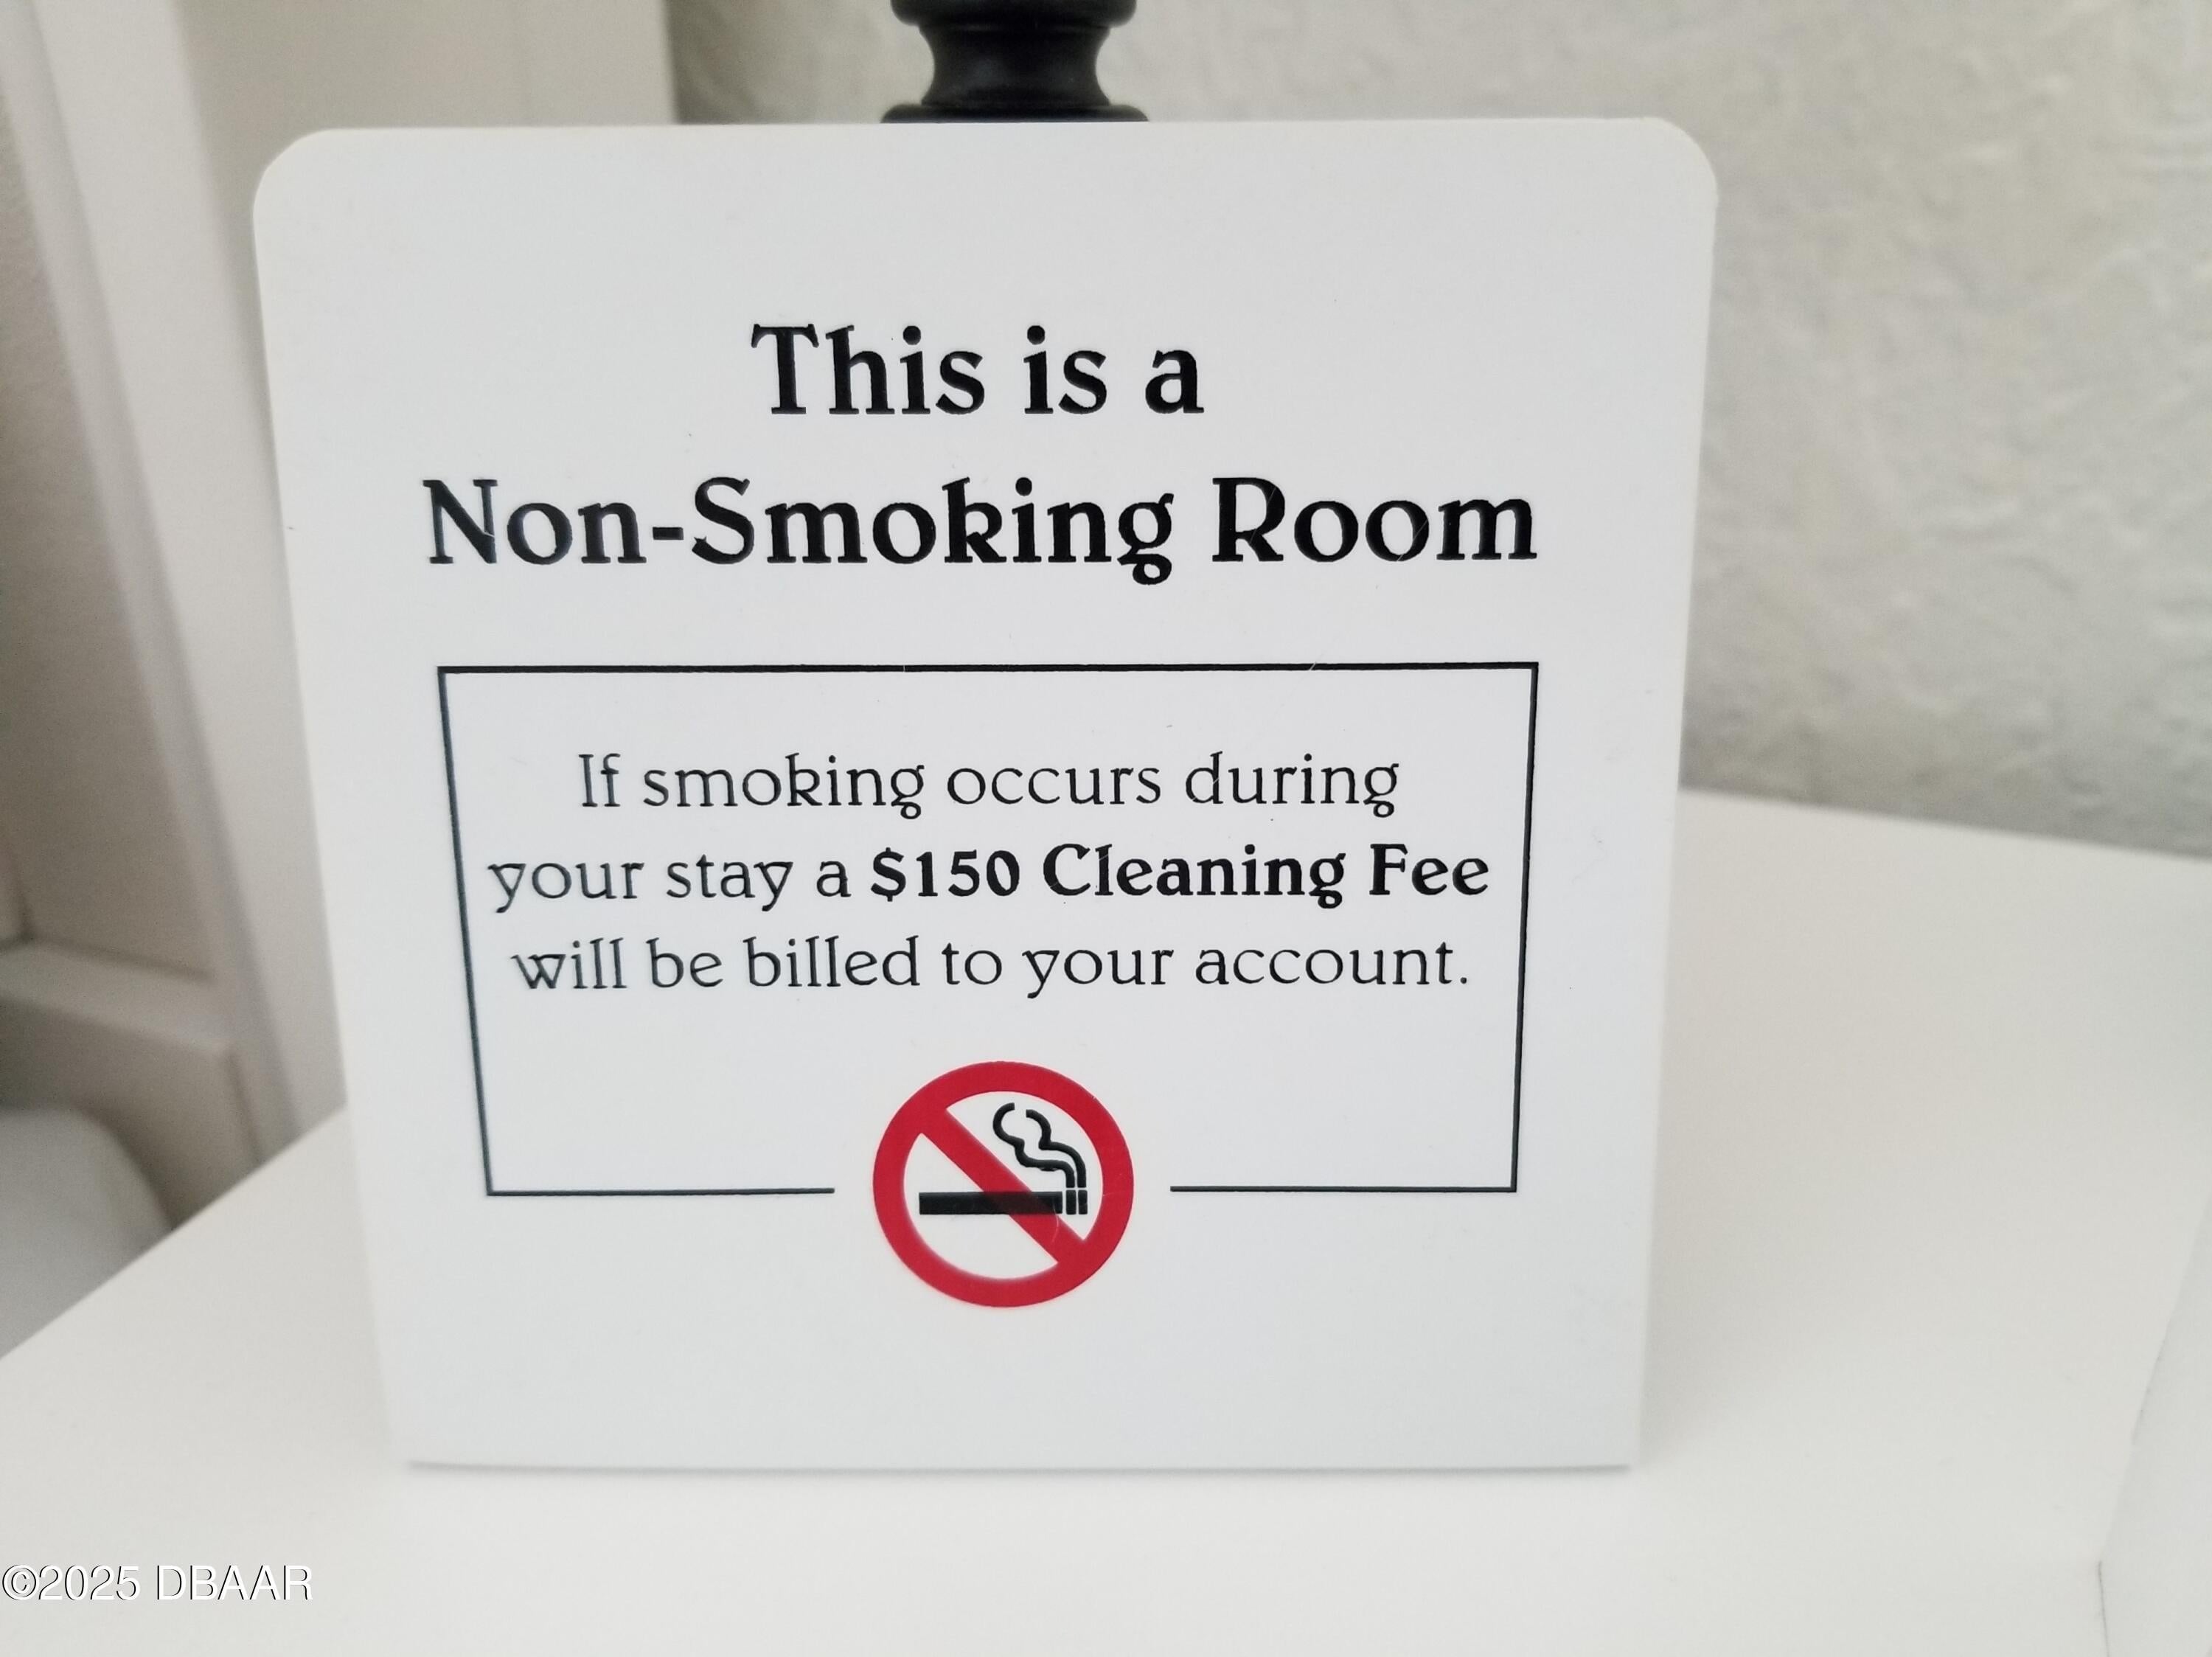 This is a
Non-Smoking Room
If smoking occurs during
your stay a $150 Cleaning Fee
will be billed to your account.
©2025 DBAAR